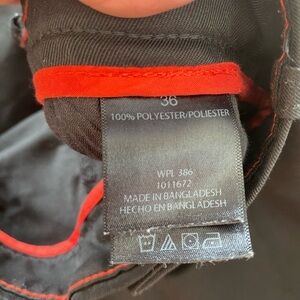 36
100% POLYESTER/POLIESTER
WPL 386
1011672
MADE IN BANGLADESH
HECHO EN BANGLADESH